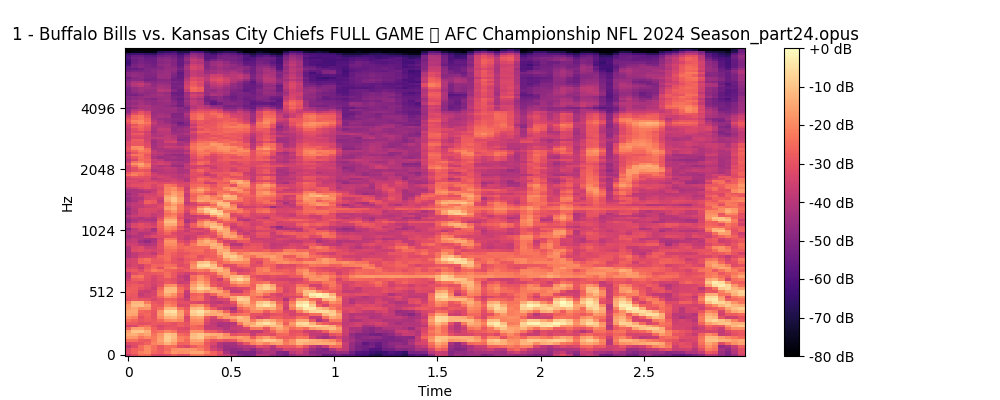 1 - Buffalo Bills vs. Kansas City Chiefs FULL GAME ▯ AFC Championship NFL 2024 Season_part24.opus
+0 dB
-10 dB
-20 dB
-30 dB
-40 dB
-50 dB
-60 dB
-70 dB
-80 dB
4096
2048
1024
512
0
Hz
0
0.5
1
1.5
2
2.5
Time